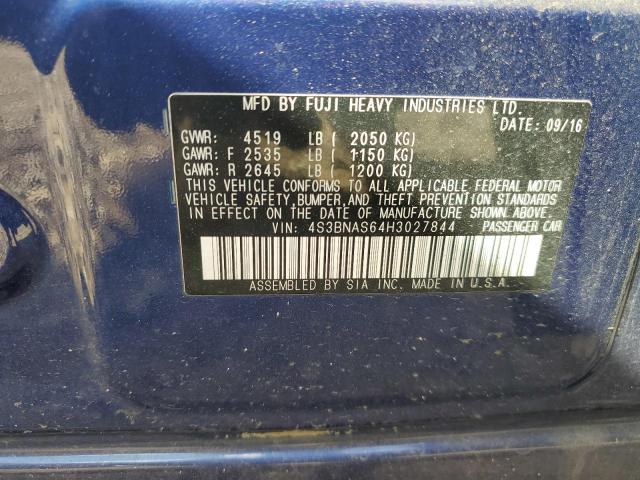 MFD BY FUJI HEAVY INDUSTRIES LTD.
DATE: 09/16
GVWR: 4519 LB ( 2050 KG)
GAWR: F 2535 LB ( 1150 KG)
GAWR: R 2645 LB ( 1200 KG)
THIS VEHICLE CONFORMS TO ALL APPLICABLE FEDERAL MOTOR
VEHICLE SAFETY, BUMPER, AND THEFT PREVENTION STANDARDS
IN EFFECT ON THE DATE OF MANUFACTURE SHOWN ABOVE.
VIN: 4S3BNAS64H3027844 PASSENGER CAR
ASSEMBLED BY SIA INC. MADE IN U.S.A.